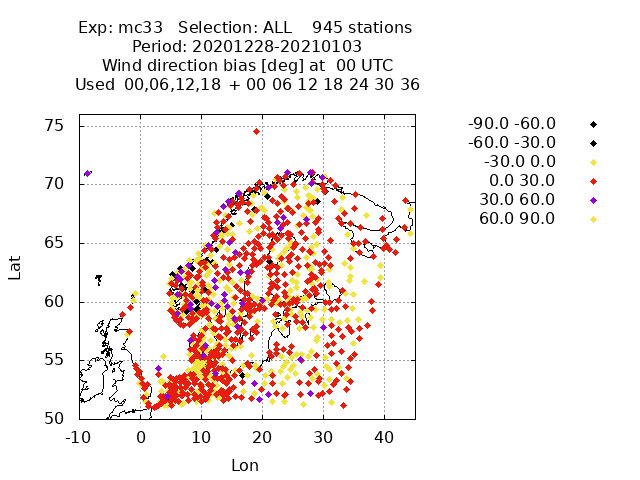 Exp: mc33 Selection: ALL 945 stations
Period: 20201228-20210103
Wind direction bias [deg] at 00 UTC
Used 00,06,12,18 + 00 06 12 18 24 30 36
-90.0 -60.0
-60.0 -30.0
-30.0 0.0
0.0 30.0
30.0 60.0
60.0 90.0
75
70
65
60
55
50
Lat
-10 0 10 20 30 40
Lon